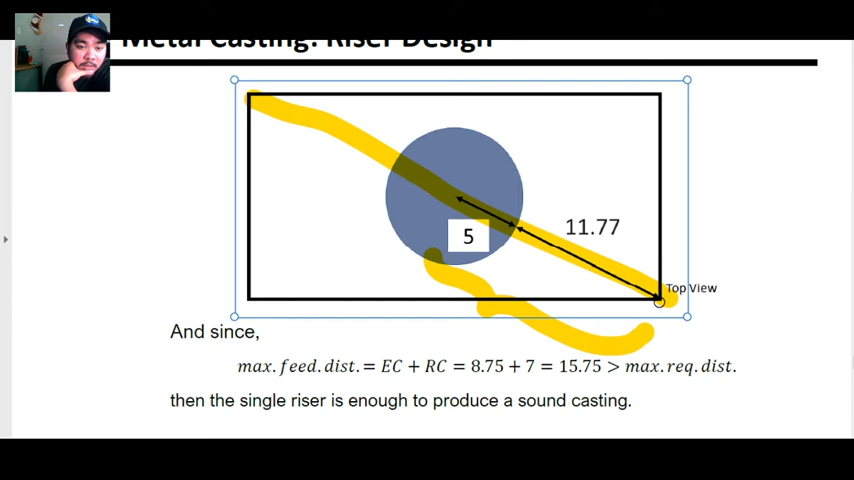 Metal Casting: Riser Design
5
11.77
Top View
And since,
max.feed.dist.= EC + RC = 8.75 + 7 = 15.75 > max.req.dist.
then the single riser is enough to produce a sound casting.